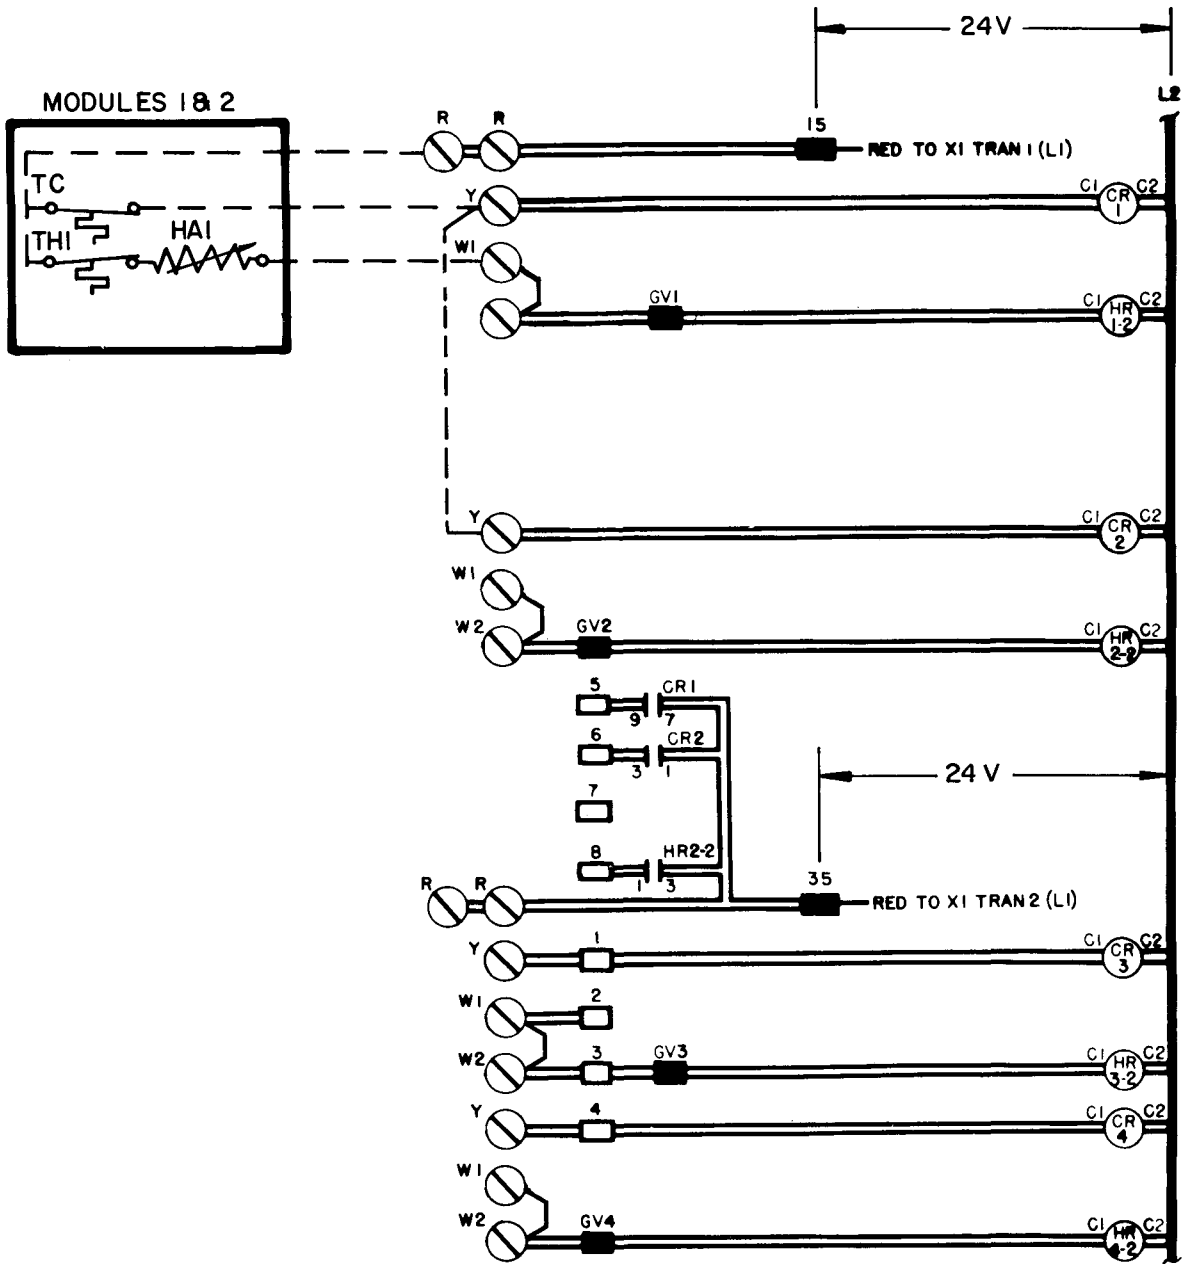 24V
L2
MODULES 1 & 2
R R 15
RED TO X1 TRAN 1 (L1)
TC
Y C1 CR 1 C2
TH1 HA1
W1
GV1 C1 HR 1-2 C2
Y C1 CR 2 C2
W1
W2 GV2 C1 HR 2-2 C2
5 CR1
9 7
6 CR2
3 1
24V
7
8 HR2-2
1 3
R R 35
RED TO X1 TRAN 2 (L1)
Y 1 C1 CR 3 C2
W1 2
W2 3 GV3 C1 HR 3-2 C2
Y 4 C1 CR 4 C2
W1
W2 GV4 C1 HR 4-2 C2